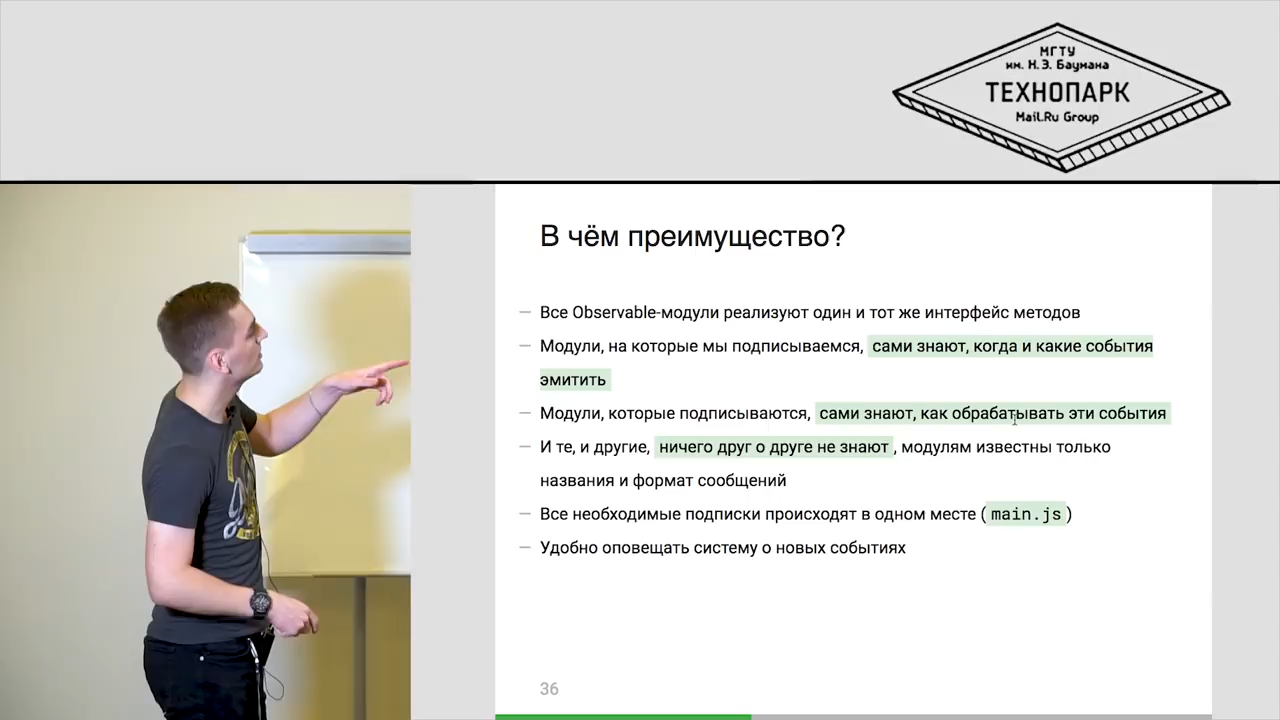 МГТУ
им. Н.Э. Баумана
ТЕХНОПАРК
Mail.Ru Group
В чём преимущество?
— Все Observable-модули реализуют один и тот же интерфейс методов
— Модули, на которые мы подписываемся, сами знают, когда и какие события
эмитить
— Модули, которые подписываются, сами знают, как обрабатывать эти события
— И те, и другие, ничего друг о друге не знают, модулям известны только
названия и формат сообщений
— Все необходимые подписки происходят в одном месте (main.js)
— Удобно оповещать систему о новых событиях
36